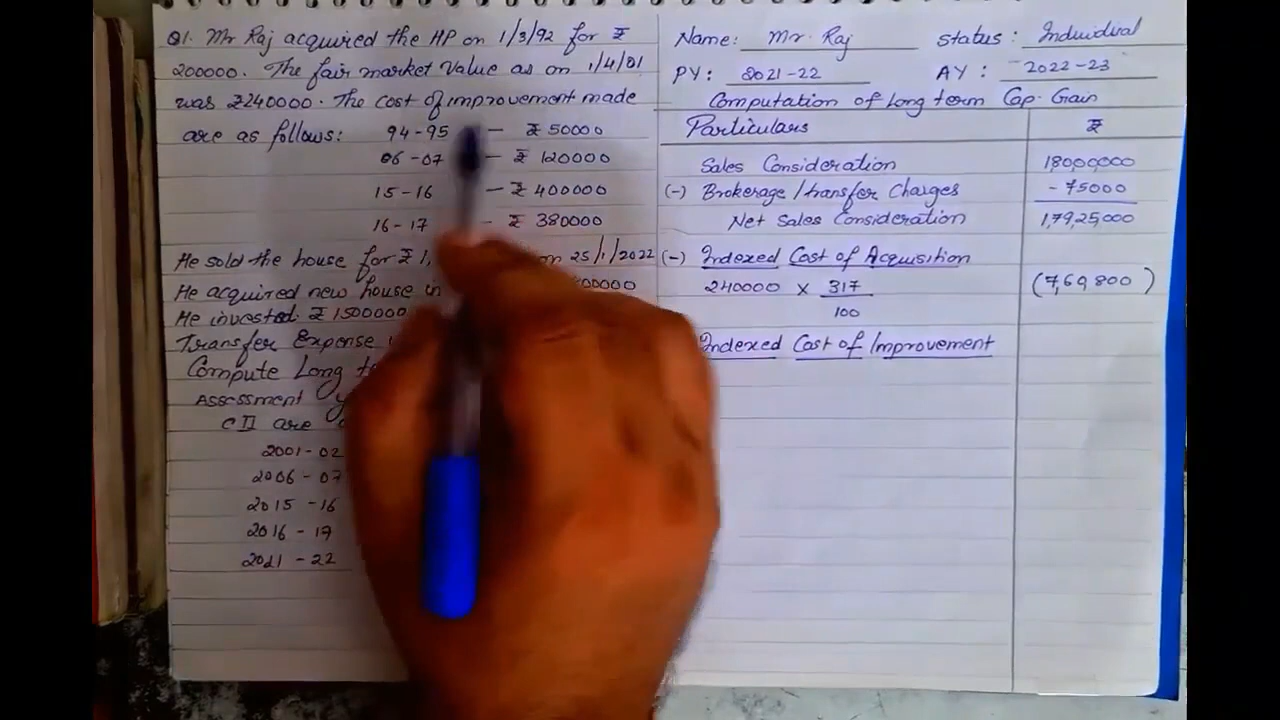 Q1. Mr Raj acquired the HP on 1/3/92 for ₹
200000. The fair market value as on 1/4/01
was ₹240000. The cost of improvement made
are as follows: 94-95 — ₹ 50000
06-07 — ₹ 120000
15-16 — ₹ 400000
16-17 - ₹ 380000
He sold the house for ₹ 1, on 25/1/2022
He acquired new house in 00000
He invested ₹ 1500000
Transfer Expense
Compute Long
Assessment
CII are
2001-02
2006-07
2015-16
2016-17
2021-22
Name: Mr. Raj Status: Individual
PY: 2021-22 AY: 2022-23
Computation of Long term Cap. Gain
Particulars ₹
Sales Consideration 18000000
(-) Brokerage/transfer Charges - 75000
Net Sales Consideration 1,79,25,000
(-) Indexed Cost of Acquisition
240000 × 317 (7,60,800)
100
Indexed Cost of Improvement